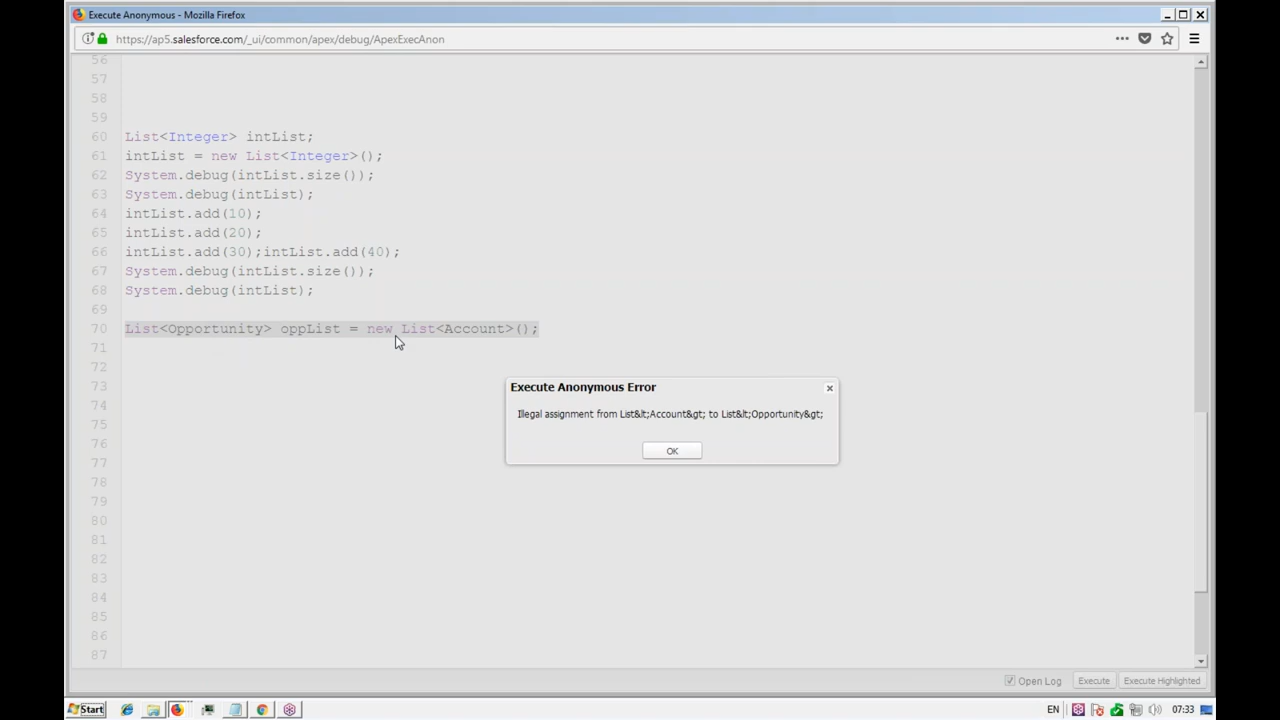 Execute Anonymous - Mozilla Firefox
https://ap5.salesforce.com/_ui/common/apex/debug/ApexExecAnon
56
57
58
59
60 List<Integer> intList;
61 intList = new List<Integer>();
62 System.debug(intList.size());
63 System.debug(intList);
64 intList.add(10);
65 intList.add(20);
66 intList.add(30);intList.add(40);
67 System.debug(intList.size());
68 System.debug(intList);
69
70 List<Opportunity> oppList = new List<Account>();
71
72
73
74
75
76
77
78
79
80
81
82
83
84
85
86
87
Execute Anonymous Error
Illegal assignment from List&lt;Account&gt; to List&lt;Opportunity&gt;
OK
Open Log Execute Execute Highlighted
Start EN 07:33